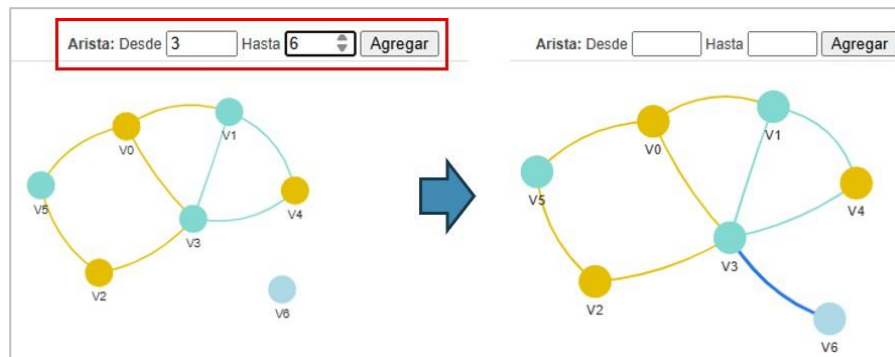 Arista: Desde 3 Hasta 6 Agregar
V0
V1
V5
V4
V3
V2
V6
Arista: Desde Hasta Agregar
V0
V1
V5
V4
V3
V2
V6